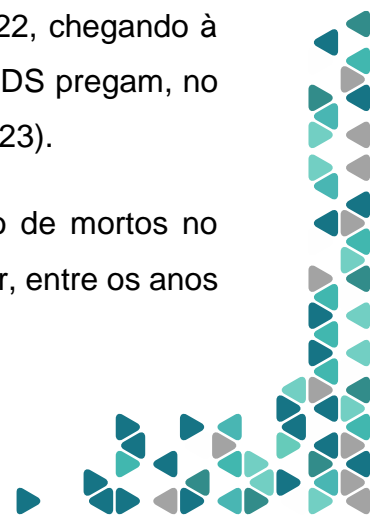 22, chegando à
DS pregam, no
23).
o de mortos no
r, entre os anos